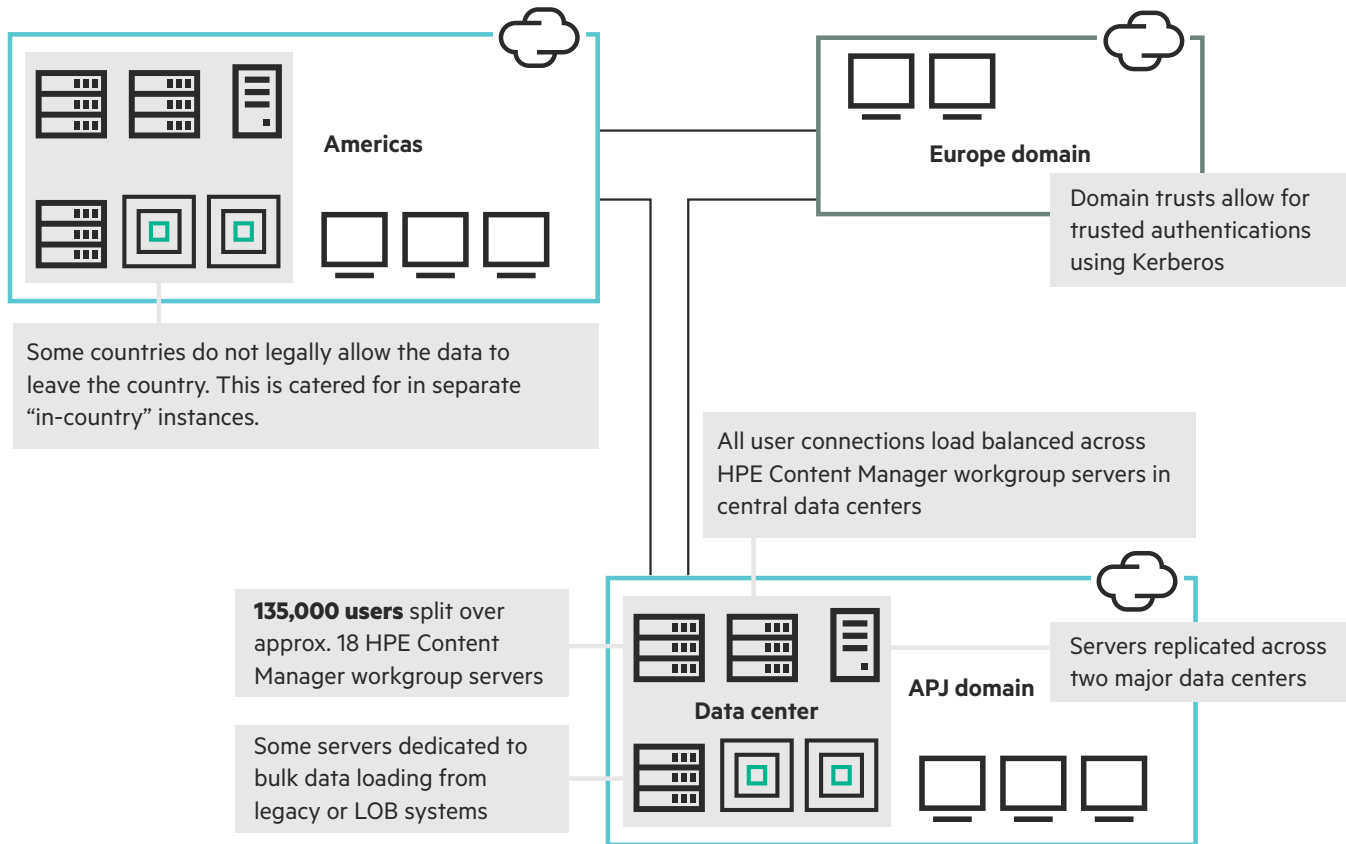 Americas
Europe domain
Domain trusts allow for
trusted authentications
using Kerberos
Some countries do not legally allow the data to
leave the country. This is catered for in separate
“in-country” instances.
All user connections load balanced across
HPE Content Manager workgroup servers in
central data centers
135,000 users split over
approx. 18 HPE Content
Manager workgroup servers
Servers replicated across
two major data centers
APJ domain
Data center
Some servers dedicated to
bulk data loading from
legacy or LOB systems